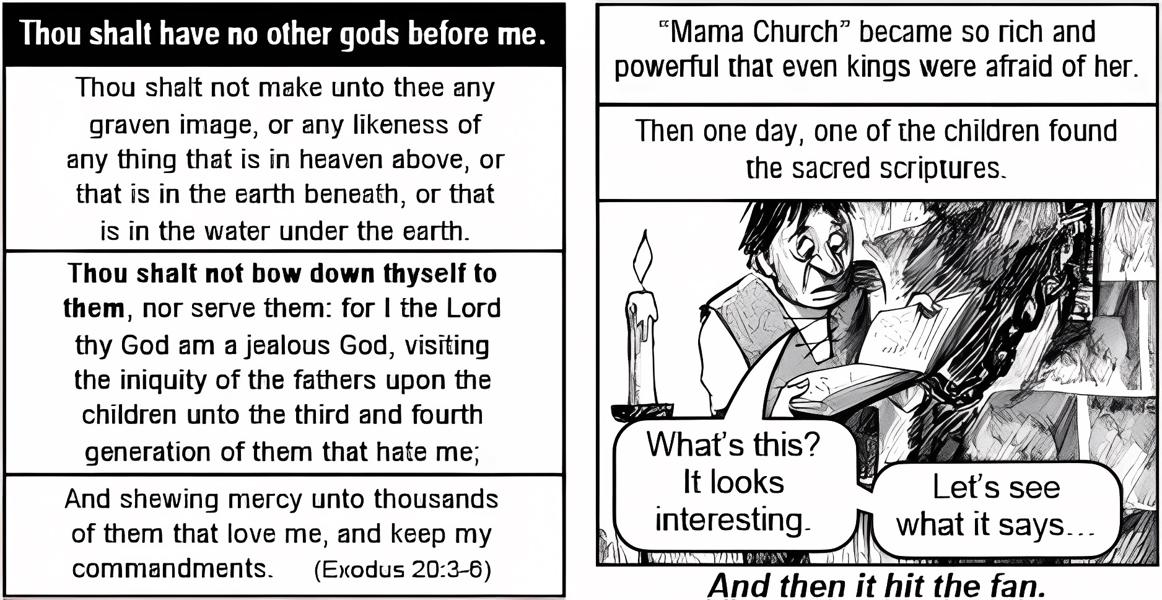 Thou shalt have no other gods before me.
Thou shalt not make unto thee any
graven image, or any likeness of
any thing that is in heaven above, or
that is in the earth beneath, or that
is in the water under the earth.
Thou shalt not bow down thyself to
them, nor serve them: for I the Lord
thy God am a jealous God, visiting
the iniquity of the fathers upon the
children unto the third and fourth
generation of them that hate me;
And shewing mercy unto thousands
of them that love me, and keep my
commandments. (Exodus 20:3-6)
“Mama Church” became so rich and
powerful that even kings were afraid of her.
Then one day, one of the children found
the sacred scriptures.
What's this?
It looks
interesting.
Let's see
what it says...
And then it hit the fan.